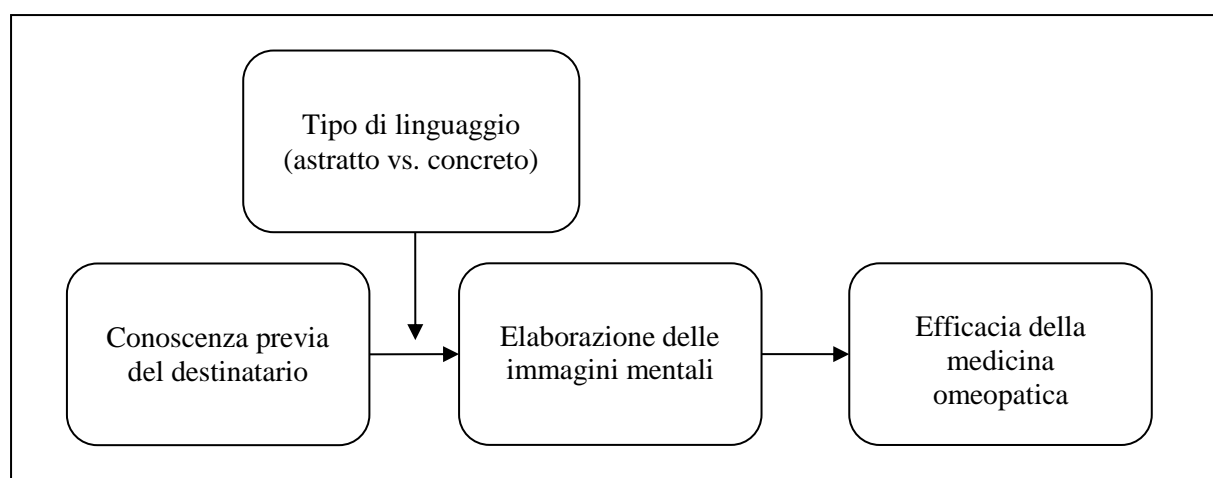 Tipo di linguaggio
(astratto vs. concreto)
Conoscenza previa
del destinatario
Elaborazione delle
immagini mentali
Efficacia della
medicina
omeopatica